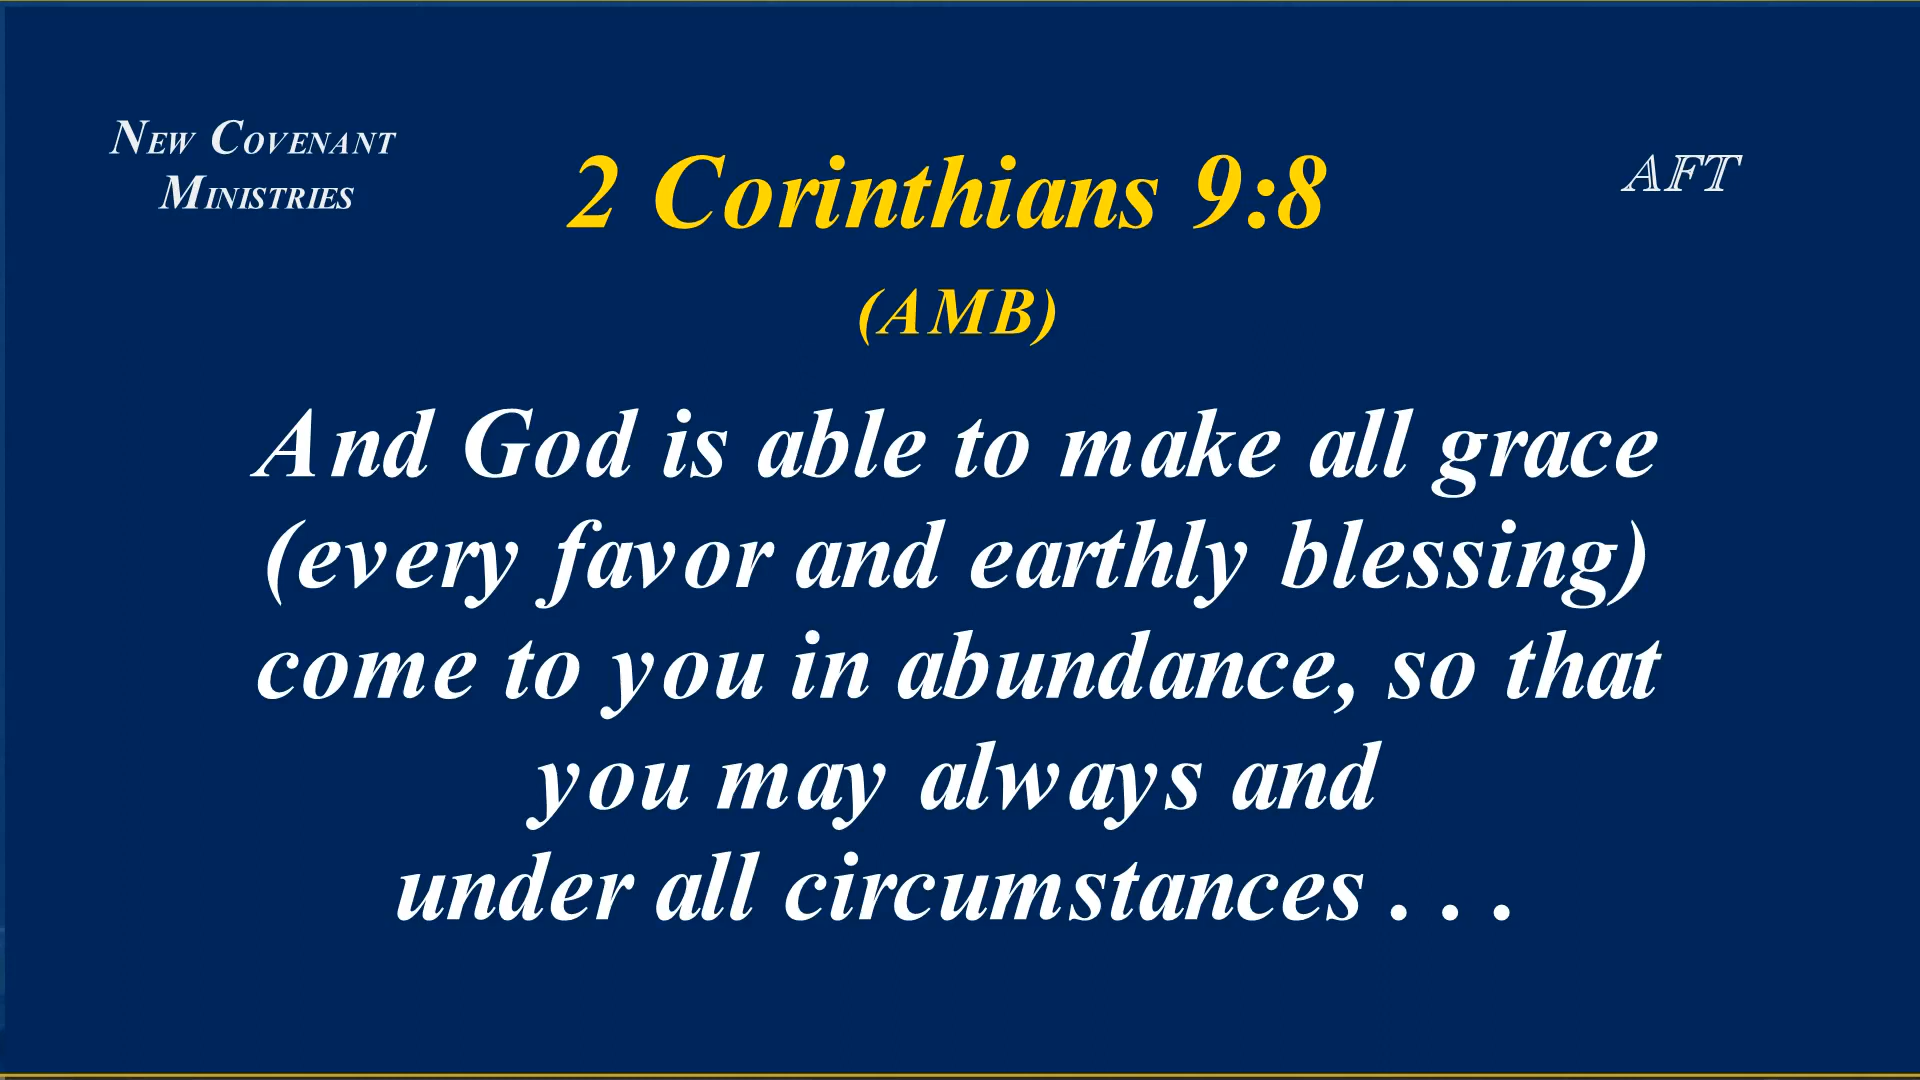 New Covenant
Ministries
AFT
2 Corinthians 9:8
(AMB)
And God is able to make all grace
(every favor and earthly blessing)
come to you in abundance, so that
you may always and
under all circumstances . . .